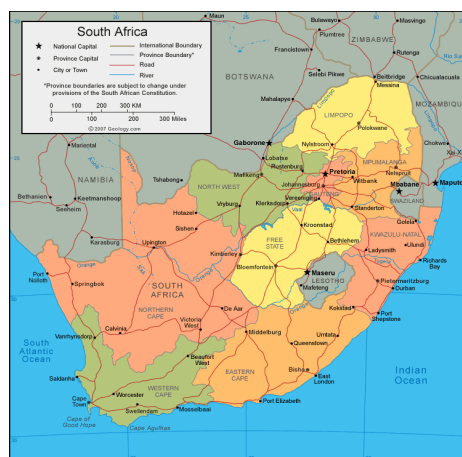 South Africa
National Capital
Province Capital
City or Town
International Boundary
Province Boundary*
Road
River
*Province boundaries are subject to change under
provisions of the South African Constitution.
0 100 200 300 KM
0 100 200 300 Miles
© 2007 Geology.com
Maun
Bulawayo
Masvingo
Plumtree
ZIMBABWE
Francistown
Rutenga
BOTSWANA
Selebi Pikwe
Beitbridge
Messina
Chicualacuala
Mahalapye
Limpopo
LIMPOPO
MOZAMBIQUE
Polokwane
Mariental
Gaborone
Nylstroom
Chokwe
Xai-X
Lobatse
Rustenburg
MPUMALANGA
NAMIBIA
Tshabong
Mafikeng
Pretoria
Nelspruit
NORTH WEST
Johannesburg
GAUTENG
Witbank
Mbabane
Maputo
Bethanien
Keetmanshoop
Vryburg
Klerksdorp
Vereeniging
SWAZILAND
Seeheim
Hotazel
Vaal
Standerton
Golela
Sishen
Kroonstad
KWAZULU-NATAL
Karasburg
Upington
FREE
STATE
Bethlehem
Ladysmith
Ulundi
Kimberley
Orange
Richards
Bay
Port
Nolloth
Bloemfontein
Maseru
Springbok
SOUTH
AFRICA
Orange
LESOTHO
Mafeteng
Pietermaritzburg
Durban
NORTHERN
CAPE
De Aar
Orange
Kokstad
Port
Shepstone
Calvinia
Victoria
West
Middelburg
Umtata
Vanrhynsdorp
Queenstown
South
Atlantic
Ocean
Beaufort
West
Indian
Ocean
Saldanha
WESTERN
CAPE
EASTERN
CAPE
Bisho
East
London
Cape
Town
Worcester
Swellendam
Mosselbaai
Port Elizabeth
Cape of
Good Hope
Cape Agulhas